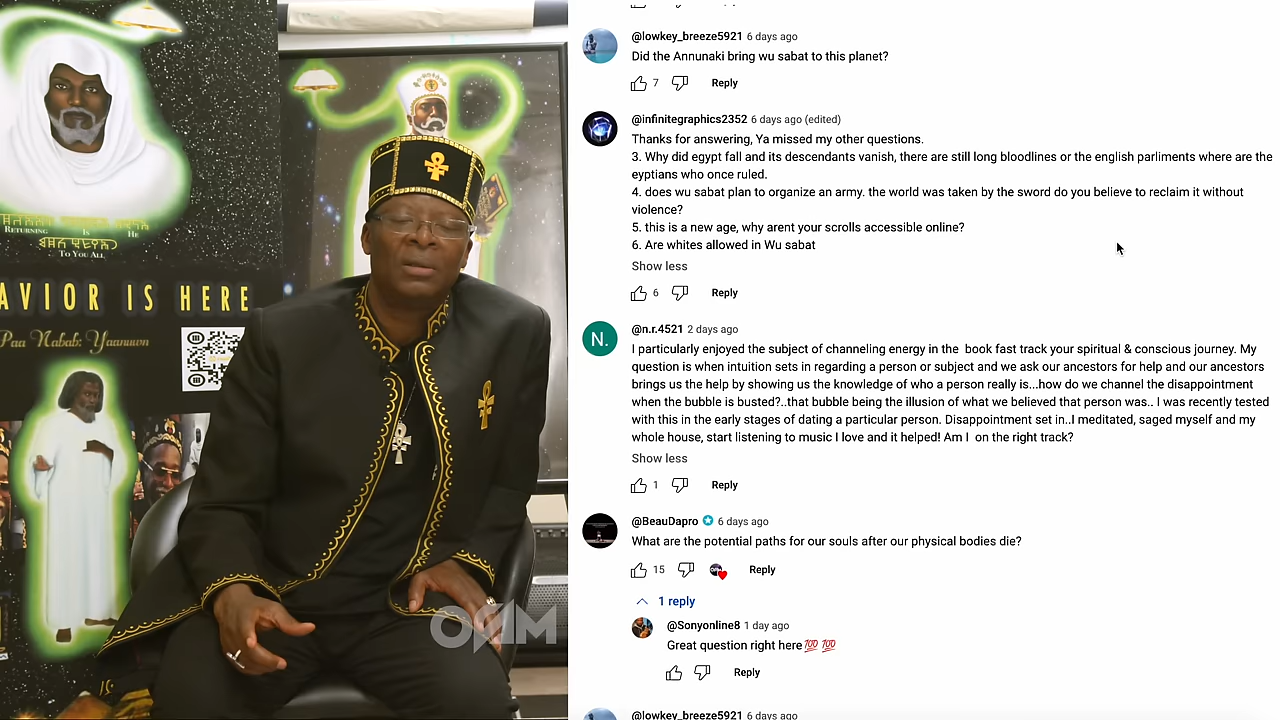 RETURNING IS HE
TO YOU ALL
AVIOR IS HERE
Paa Nabab: Yaanuwn
OMM
@lowkey_breeze5921 6 days ago
Did the Annunaki bring wu sabat to this planet?
7 Reply
@infinitegraphics2352 6 days ago (edited)
Thanks for answering, Ya missed my other questions.
3. Why did egypt fall and its descendants vanish, there are still long bloodlines or the english parliments where are the
eyptians who once ruled.
4. does wu sabat plan to organize an army. the world was taken by the sword do you believe to reclaim it without
violence?
5. this is a new age, why arent your scrolls accessible online?
6. Are whites allowed in Wu sabat
Show less
6 Reply
N.
@n.r.4521 2 days ago
I particularly enjoyed the subject of channeling energy in the book fast track your spiritual & conscious journey. My
question is when intuition sets in regarding a person or subject and we ask our ancestors for help and our ancestors
brings us the help by showing us the knowledge of who a person really is...how do we channel the disappointment
when the bubble is busted?..that bubble being the illusion of what we believed that person was.. I was recently tested
with this in the early stages of dating a particular person. Disappointment set in..I meditated, saged myself and my
whole house, start listening to music I love and it helped! Am I on the right track?
Show less
1 Reply
@BeauDapro 6 days ago
What are the potential paths for our souls after our physical bodies die?
15 Reply
1 reply
@Sonyonline8 1 day ago
Great question right here💯 💯
Reply
@lowkey_breeze5921 6 days ago